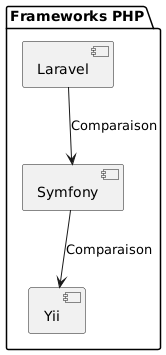 Frameworks PHP
Laravel
Comparaison
Symfony
Comparaison
Yii